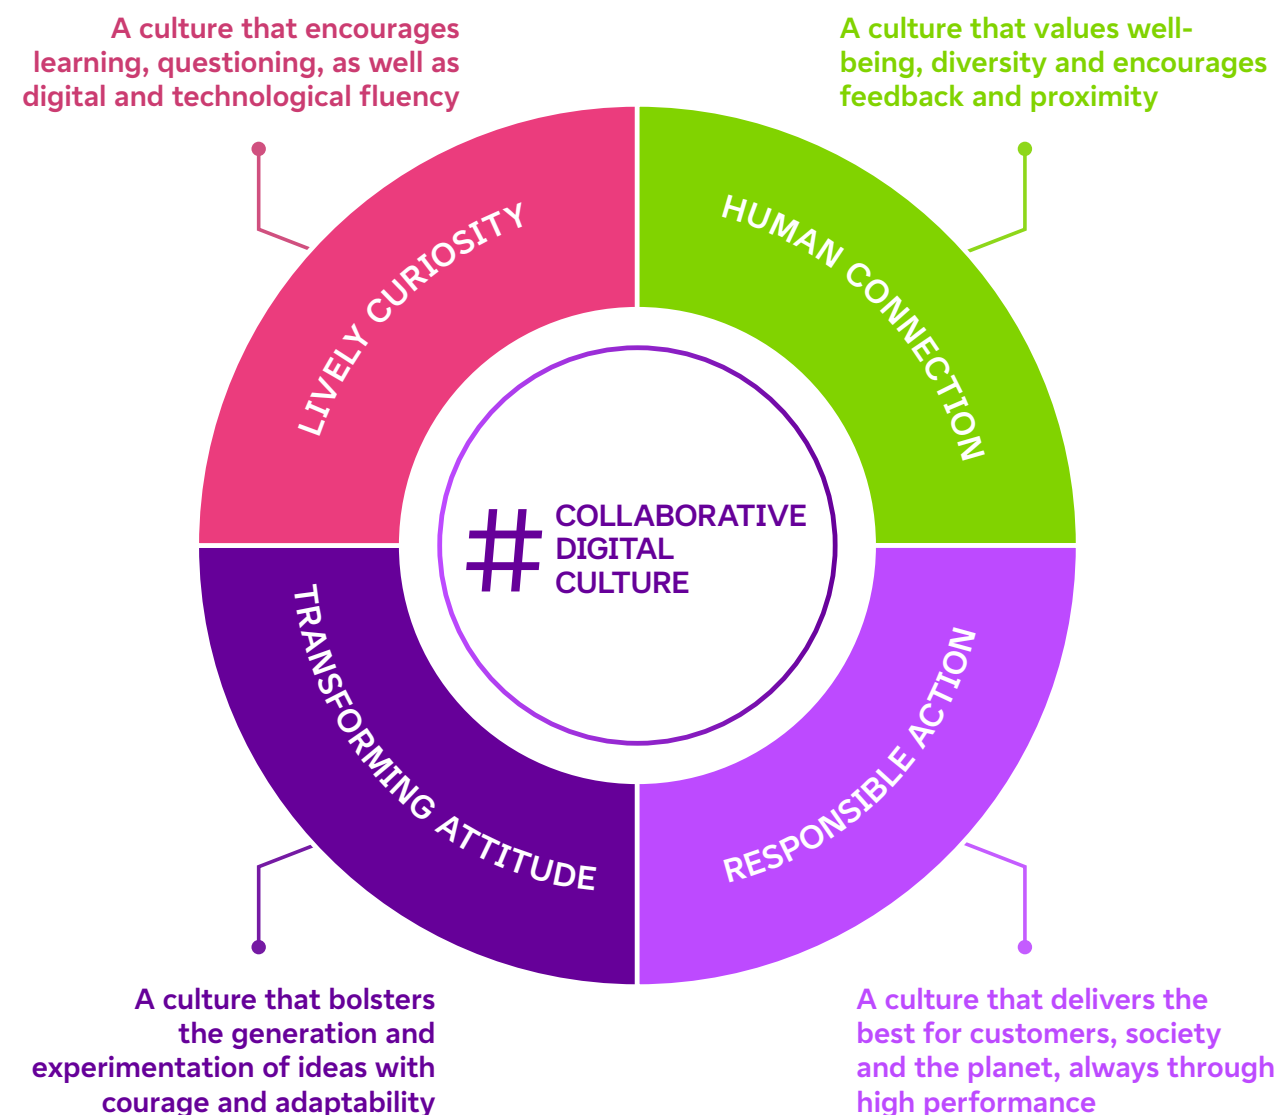 A culture that encourages
learning, questioning, as well as
digital and technological fluency
A culture that values well-
being, diversity and encourages
feedback and proximity
LIVELY CURIOSITY
HUMAN CONNECTION
# COLLABORATIVE
DIGITAL
CULTURE
TRANSFORMING ATTITUDE
RESPONSIBLE ACTION
A culture that bolsters
the generation and
experimentation of ideas with
courage and adaptability
A culture that delivers the
best for customers, society
and the planet, always through
high performance